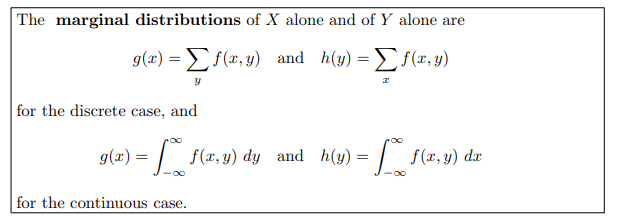 The marginal distributions of X alone and of Y alone are
g(x) = ∑_y f(x, y) and h(y) = ∑_x f(x, y)
for the discrete case, and
g(x) = ∫_{-∞}^{∞} f(x, y) dy and h(y) = ∫_{-∞}^{∞} f(x, y) dx
for the continuous case.